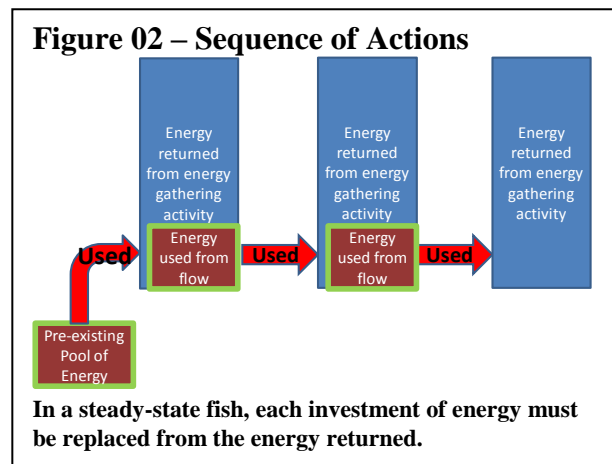 Figure 02 – Sequence of Actions
Energy
returned
from energy
gathering
activity
Energy
used from
flow
Energy
returned
from energy
gathering
activity
Energy
used from
flow
Energy
returned
from energy
gathering
activity
Used
Used
Used
Pre-existing
Pool of
Energy
In a steady-state fish, each investment of energy must
be replaced from the energy returned.